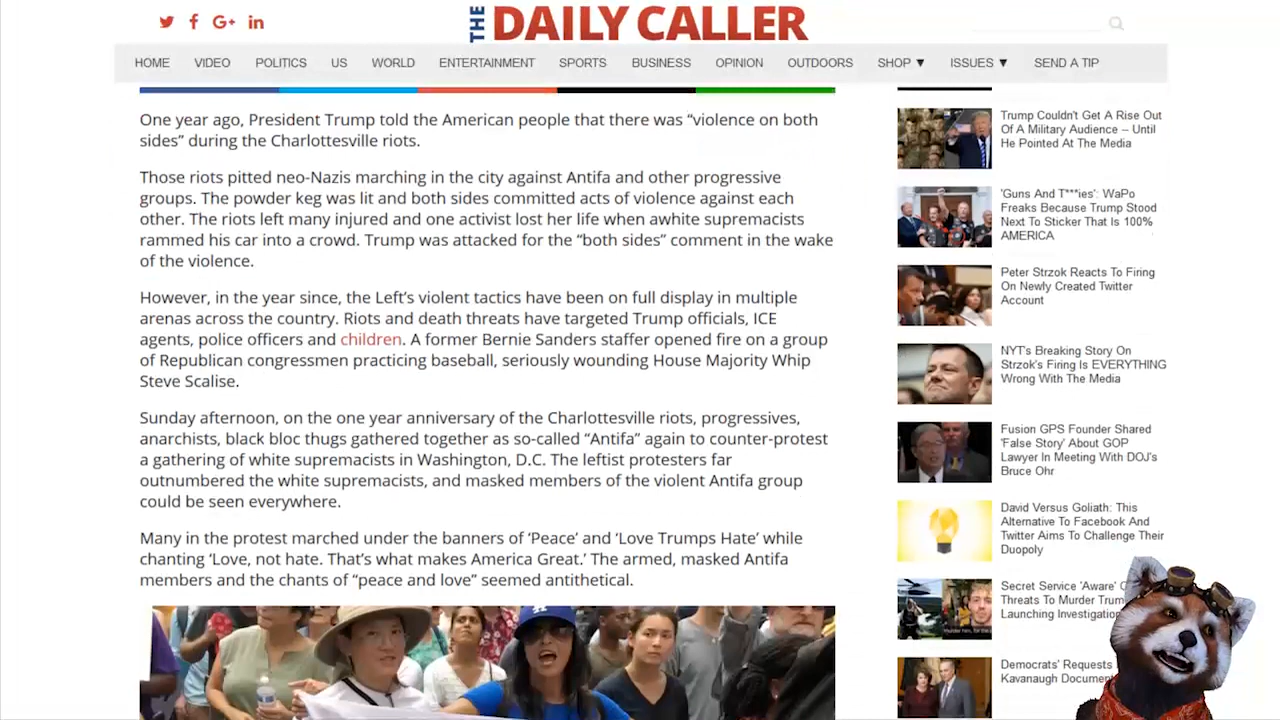 THE DAILY CALLER
HOME VIDEO POLITICS US WORLD ENTERTAINMENT SPORTS BUSINESS OPINION OUTDOORS SHOP ▼ ISSUES ▼ SEND A TIP
One year ago, President Trump told the American people that there was “violence on both
sides” during the Charlottesville riots.
Those riots pitted neo-Nazis marching in the city against Antifa and other progressive
groups. The powder keg was lit and both sides committed acts of violence against each
other. The riots left many injured and one activist lost her life when awhite supremacists
rammed his car into a crowd. Trump was attacked for the “both sides” comment in the wake
of the violence.
However, in the year since, the Left’s violent tactics have been on full display in multiple
arenas across the country. Riots and death threats have targeted Trump officials, ICE
agents, police officers and children. A former Bernie Sanders staffer opened fire on a group
of Republican congressmen practicing baseball, seriously wounding House Majority Whip
Steve Scalise.
Sunday afternoon, on the one year anniversary of the Charlottesville riots, progressives,
anarchists, black bloc thugs gathered together as so-called “Antifa” again to counter-protest
a gathering of white supremacists in Washington, D.C. The leftist protesters far
outnumbered the white supremacists, and masked members of the violent Antifa group
could be seen everywhere.
Many in the protest marched under the banners of ‘Peace’ and ‘Love Trumps Hate’ while
chanting ‘Love, not hate. That’s what makes America Great.’ The armed, masked Antifa
members and the chants of “peace and love” seemed antithetical.
Trump Couldn't Get A Rise Out
Of A Military Audience – Until
He Pointed At The Media
'Guns And T***ies': WaPo
Freaks Because Trump Stood
Next To Sticker That Is 100%
AMERICA
Peter Strzok Reacts To Firing
On Newly Created Twitter
Account
NYT's Breaking Story On
Strzok's Firing Is EVERYTHING
Wrong With The Media
Fusion GPS Founder Shared
'False Story' About GOP
Lawyer In Meeting With DOJ's
Bruce Ohr
David Versus Goliath: This
Alternative To Facebook And
Twitter Aims To Challenge Their
Duopoly
Secret Service 'Aware'
Threats To Murder Trum
Launching Investigation
Democrats' Requests
Kavanaugh Document